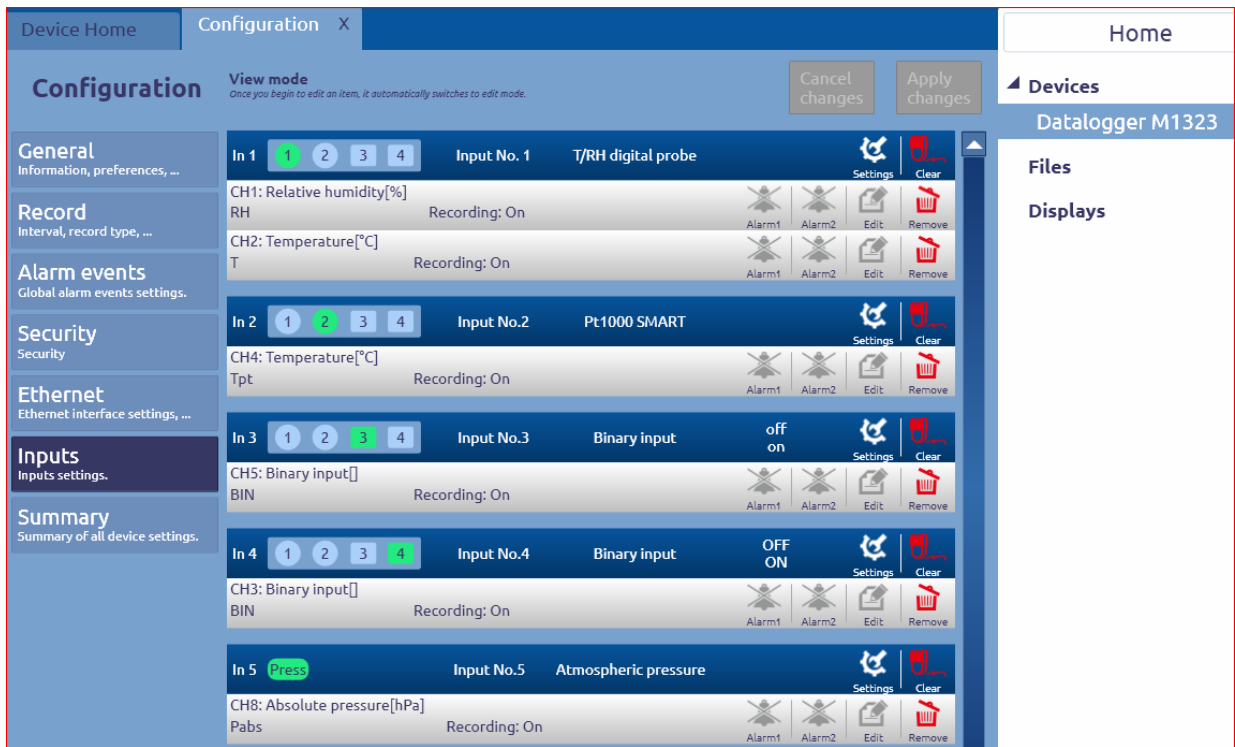 Device Home
Configuration X
Home
Configuration
View mode
Once you begin to edit an item, it automatically switches to edit mode.
Cancel changes
Apply changes
Devices
Datalogger M1323
Files
Displays
General
Information, preferences, ...
Record
Interval, record type, ...
Alarm events
Global alarm events settings.
Security
Security
Ethernet
Ethernet interface settings, ...
Inputs
Inputs settings.
Summary
Summary of all device settings.
In 1 1 2 3 4 Input No. 1 T/RH digital probe Settings Clear
CH1: Relative humidity[%]
RH Recording: On Alarm1 Alarm2 Edit Remove
CH2: Temperature[°C]
T Recording: On Alarm1 Alarm2 Edit Remove
In 2 1 2 3 4 Input No.2 Pt1000 SMART Settings Clear
CH4: Temperature[°C]
Tpt Recording: On Alarm1 Alarm2 Edit Remove
In 3 1 2 3 4 Input No.3 Binary input off on Settings Clear
CH5: Binary input[]
BIN Recording: On Alarm1 Alarm2 Edit Remove
In 4 1 2 3 4 Input No.4 Binary input OFF ON Settings Clear
CH3: Binary input[]
BIN Recording: On Alarm1 Alarm2 Edit Remove
In 5 Press Input No.5 Atmospheric pressure Settings Clear
CH8: Absolute pressure[hPa]
Pabs Recording: On Alarm1 Alarm2 Edit Remove